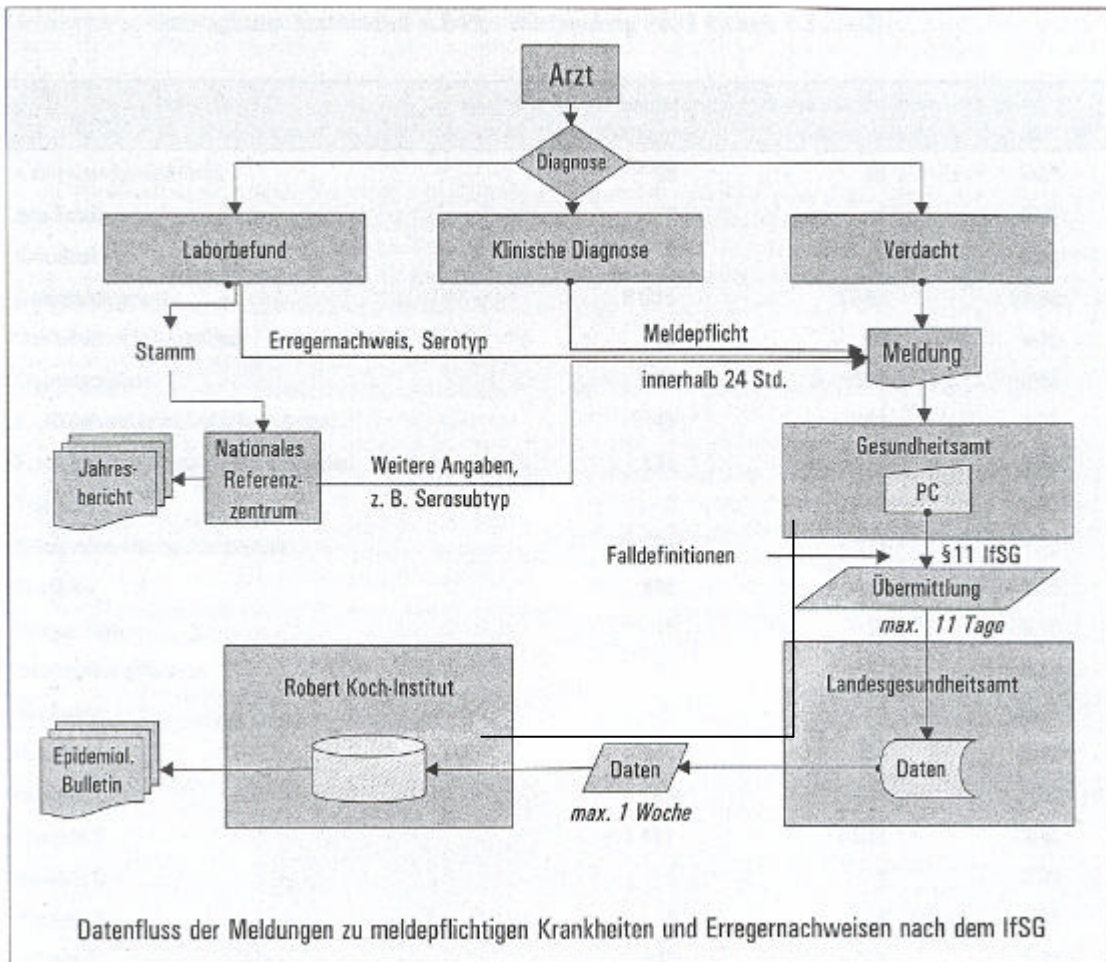 Arzt
Diagnose
Laborbefund
Klinische Diagnose
Verdacht
Stamm
Erregernachweis, Serotyp
Meldepflicht
innerhalb 24 Std.
Meldung
Jahres-
bericht
Nationales
Referenz-
zentrum
Weitere Angaben,
z. B. Serosubtyp
Gesundheitsamt
PC
Falldefinitionen
§11 IfSG
Übermittlung
max. 11 Tage
Robert Koch-Institut
Landesgesundheitsamt
Epidemiol.
Bulletin
Daten
max. 1 Woche
Daten
Datenfluss der Meldungen zu meldepflichtigen Krankheiten und Erregernachweisen nach dem IfSG